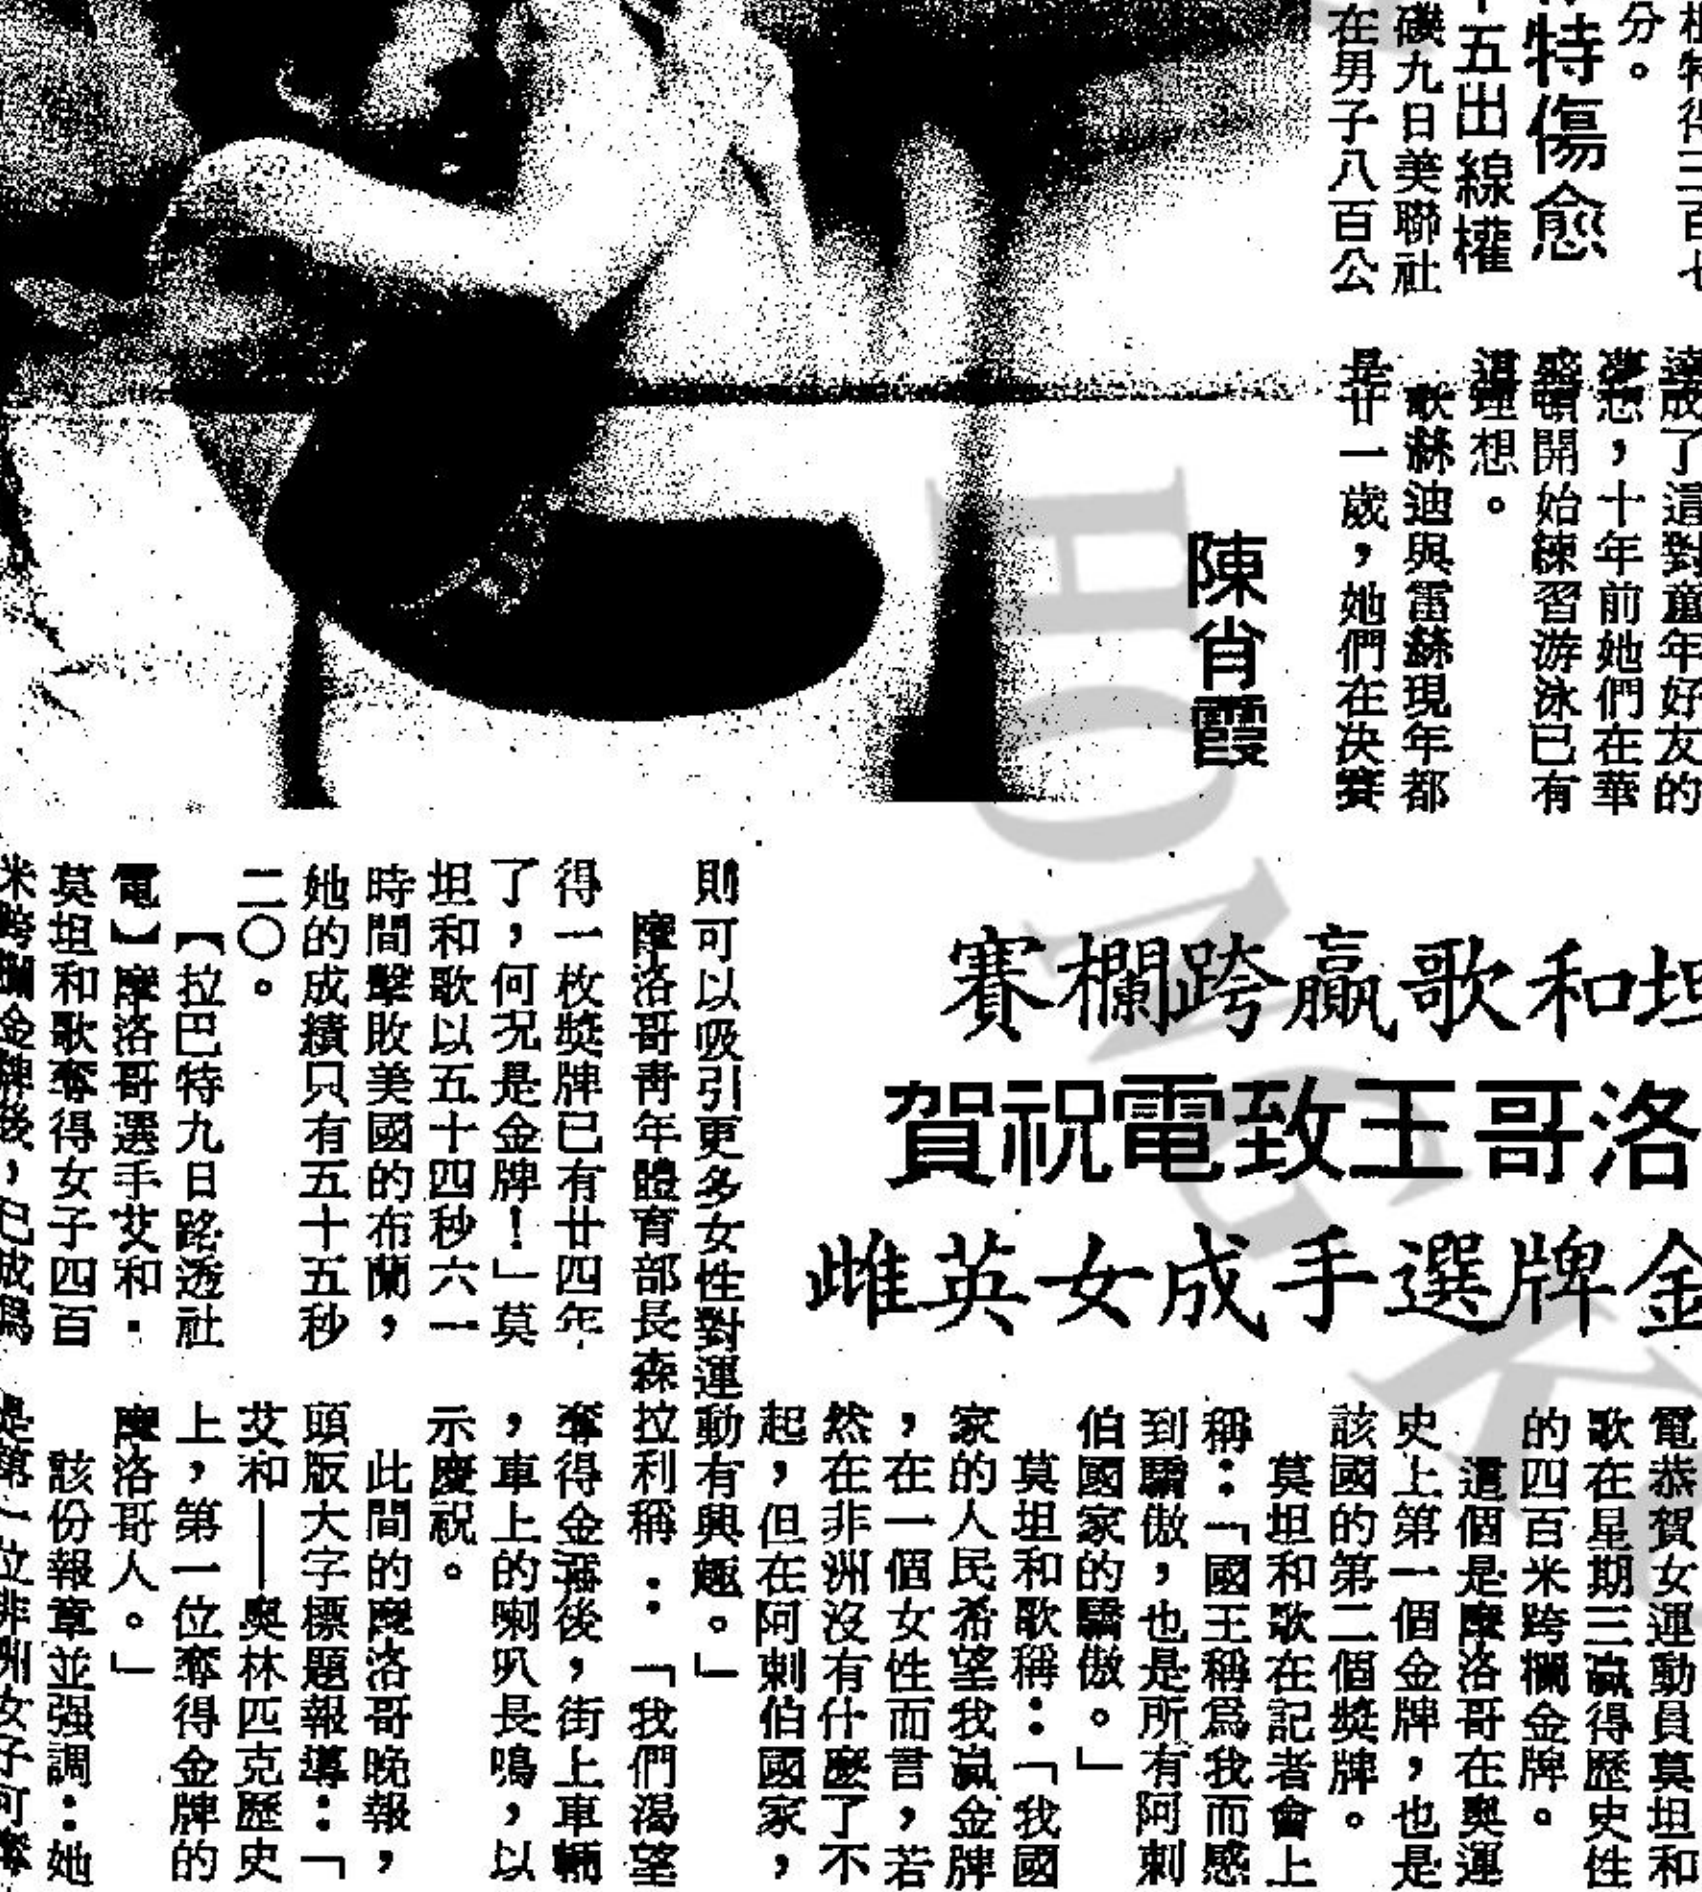 分。
特傷愈
五出線權
磯九日美聯社
在男子八百公
達成了這對童年好友的
夢想，十年前她們在華
盛頓開始練習游泳已有
這理想。
歌絲迪與雷絲現年都
是廿一歲，她們在決賽
陳肖霞
坦和歌贏跨欄賽
洛哥王致電祝賀
金牌選手成女英雌
電恭賀女運動員莫坦和
歌在星期三贏得歷史性
的四百米跨欄金牌。
這個是摩洛哥在奧運
史上第一個金牌，也是
該國的第二個獎牌。
莫坦和歌在記者會上
稱：「國王稱爲我而感
到驕傲，也是所有阿剌
伯國家的驕傲。」
莫坦和歌稱：「我國
家的人民希望我贏金牌
，在一個女性而言，若
然在非洲沒有什麼了不
起，但在阿剌伯國家，
則可以吸引更多女性對運動有興趣。」
摩洛哥青年體育部長森拉利稱：「我們渴望
得一枚獎牌已有廿四年
了，何況是金牌！」莫
坦和歌以五十四秒六一
時間擊敗美國的布蘭，
她的成績只有五十五秒
二〇。
【拉巴特九日路透社
電】摩洛哥選手艾和·
莫坦和歌奪得女子四百
米跨欄金牌後，已成爲
奪得金牌後，街上車輛
，車上的喇叭長鳴，以
示慶祝。
此間的摩洛哥晚報，
頭版大字標題報導：「
艾和——奧林匹克歷史
上，第一位奪得金牌的
摩洛哥人。」
該份報章並强調：她
是第一位非洲女子可奪
HONG KO